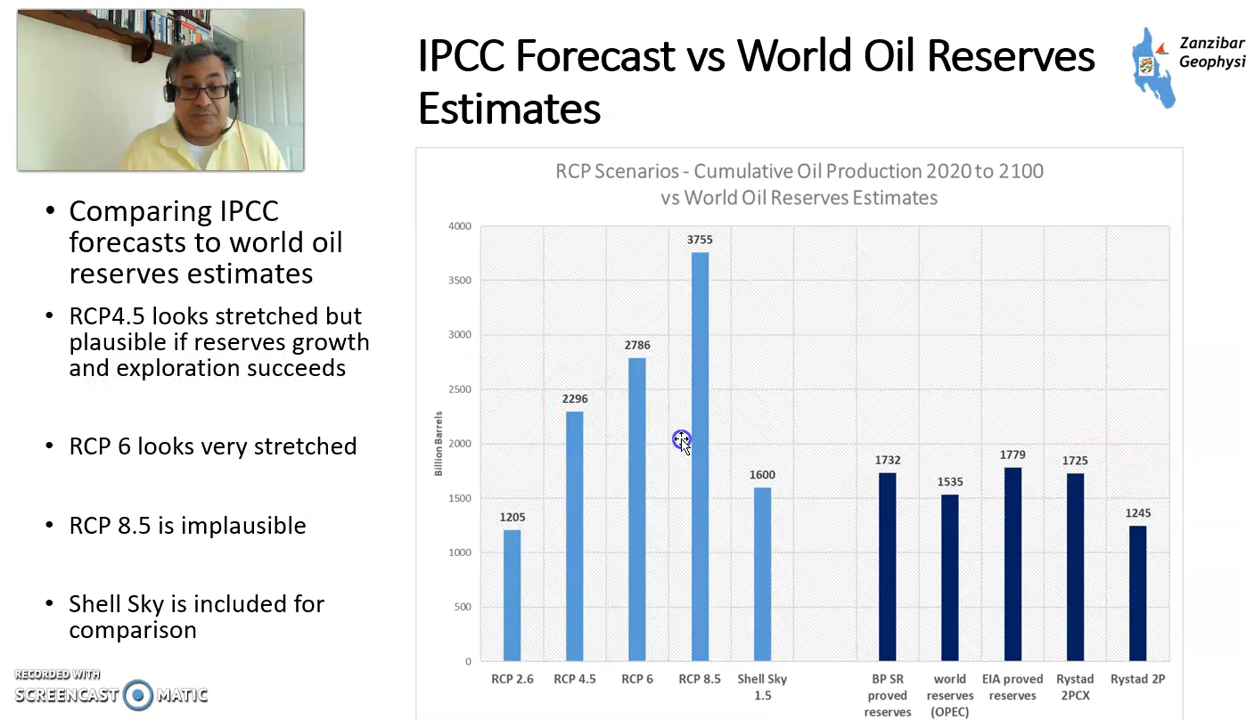 IPCC Forecast vs World Oil Reserves
Estimates
Zanzibar
Geophysi
• Comparing IPCC
forecasts to world oil
reserves estimates
• RCP4.5 looks stretched but
plausible if reserves growth
and exploration succeeds
• RCP 6 looks very stretched
• RCP 8.5 is implausible
• Shell Sky is included for
comparison
RECORDED WITH
SCREENCAST MATIC
RCP Scenarios - Cumulative Oil Production 2020 to 2100
vs World Oil Reserves Estimates
Billion Barrels
4000
3500
3000
2500
2000
1500
1000
500
0
1205
2296
2786
3755
1600
1732
1535
1779
1725
1245
RCP 2.6
RCP 4.5
RCP 6
RCP 8.5
Shell Sky
1.5
BP SR
proved
reserves
world
reserves
(OPEC)
EIA proved
reserves
Rystad
2PCX
Rystad 2P